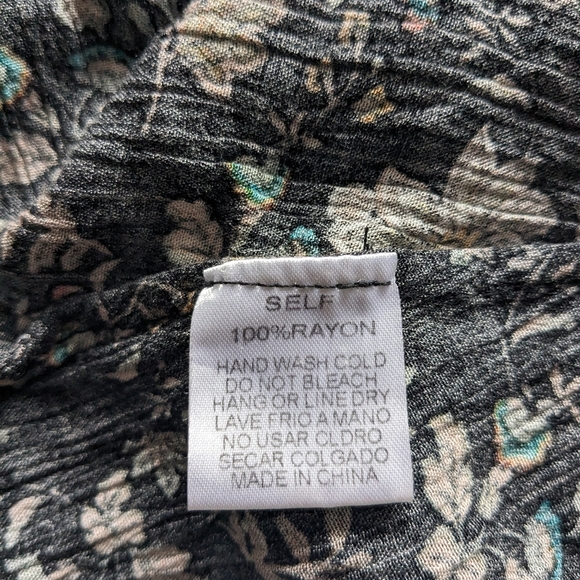 SELF
100%RAYON
HAND WASH COLD
DO NOT BLEACH
HANG OR LINE DRY
LAVE FRIO A MANO
NO USAR CLDRO
SECAR COLGADO
MADE IN CHINA